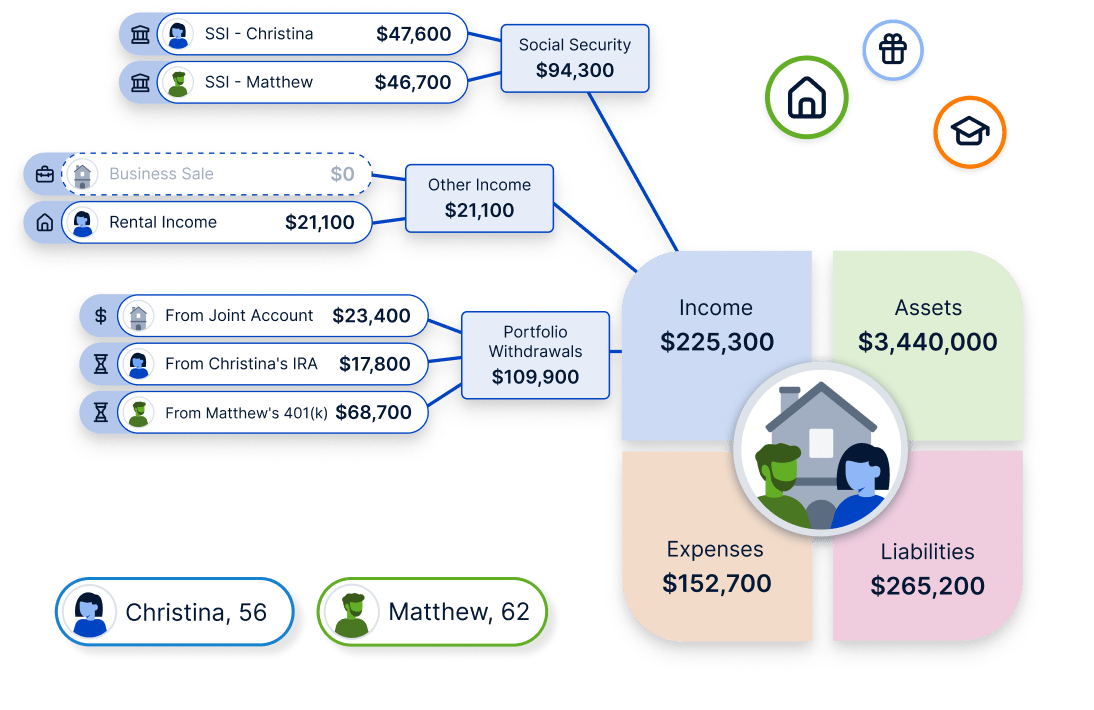 SSI - Christina $47,600
SSI - Matthew $46,700
Social Security
$94,300
Business Sale $0
Rental Income $21,100
Other Income
$21,100
From Joint Account $23,400
From Christina's IRA $17,800
From Matthew's 401(k) $68,700
Portfolio
Withdrawals
$109,900
Income
$225,300
Assets
$3,440,000
Expenses
$152,700
Liabilities
$265,200
Christina, 56
Matthew, 62